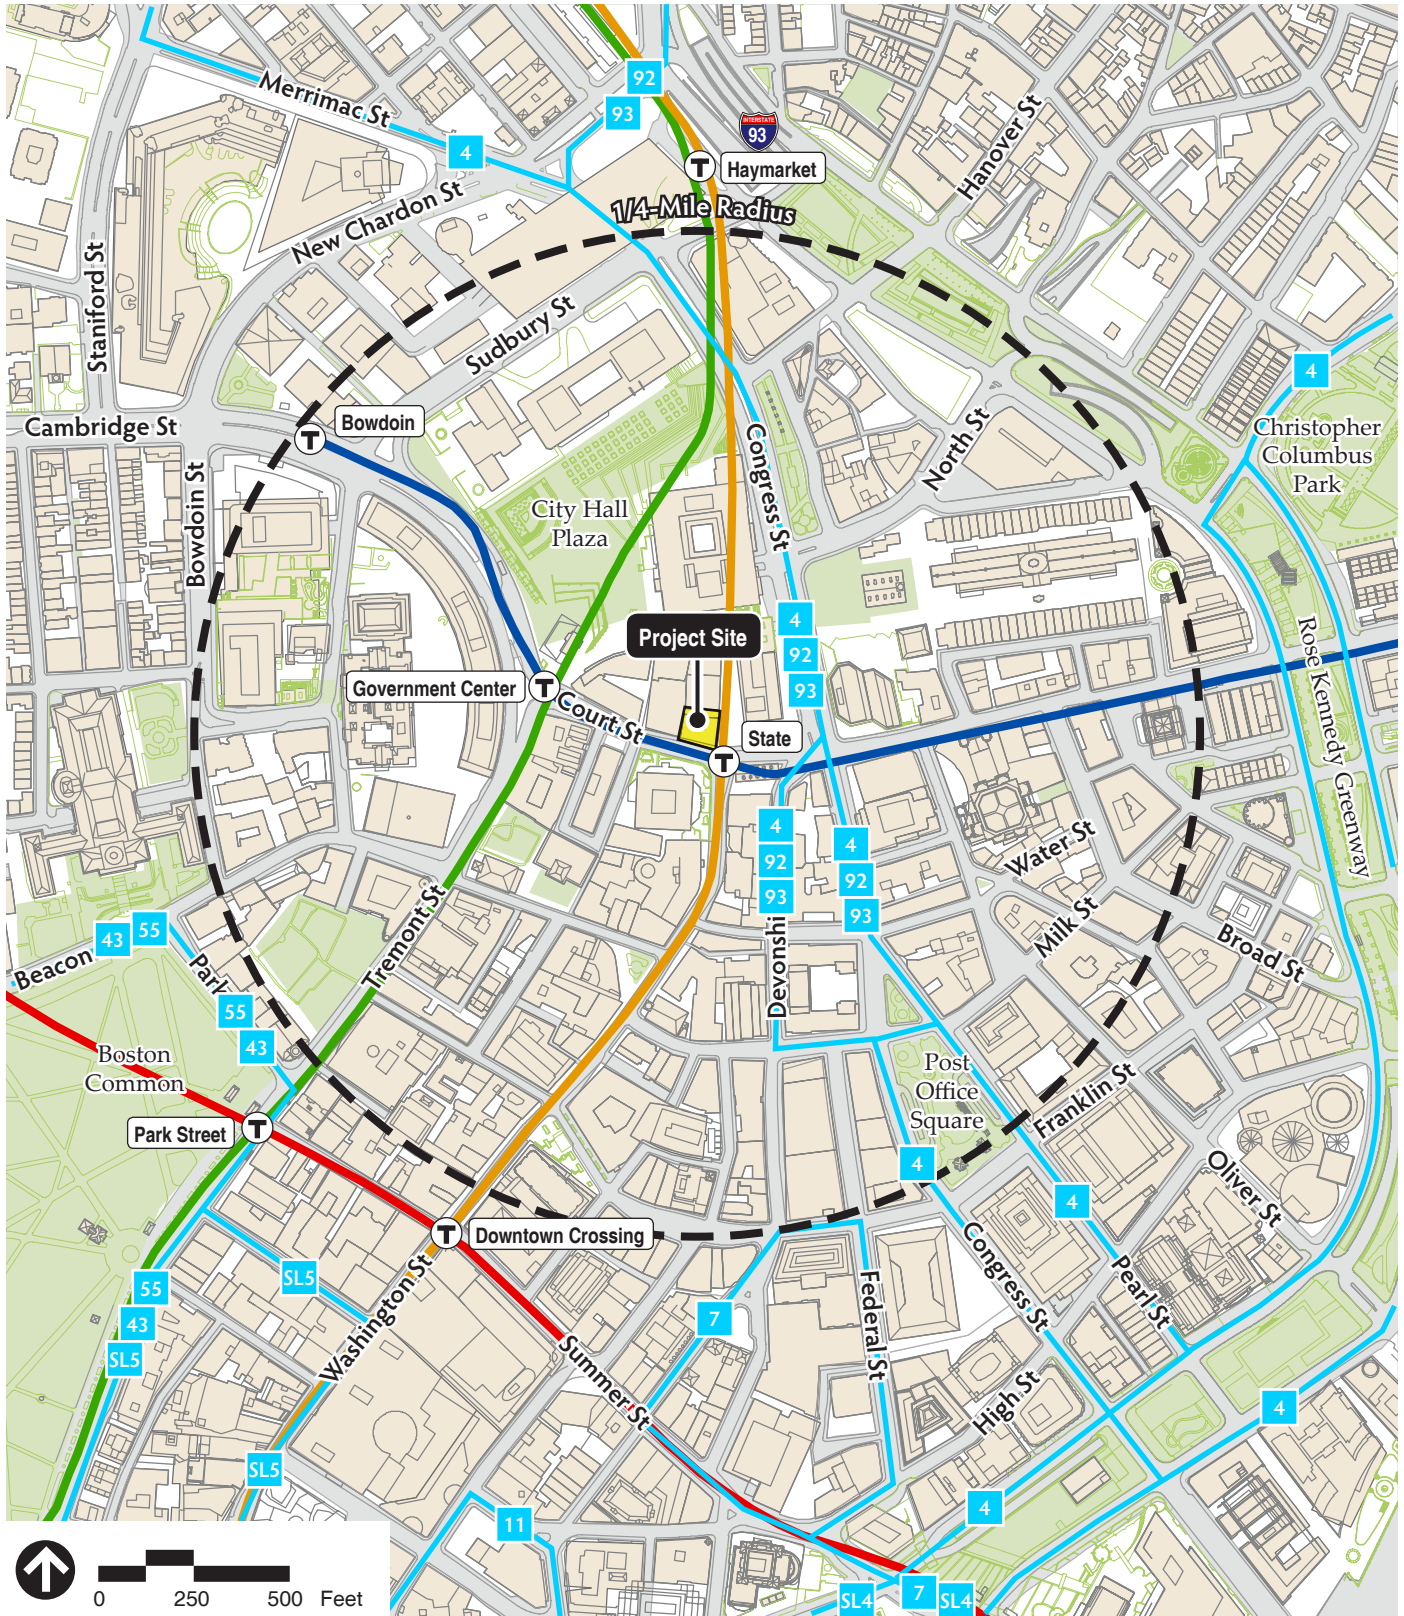 92
93
INTERSTATE
93
Merrimac St
4
Haymarket
Hanover St
1/4-Mile Radius
New Chardon St
Staniford St
Sudbury St
4
Bowdoin
Cambridge St
Christopher
Columbus
Park
North St
Congress St
Bowdoin St
City Hall
Plaza
4
92
93
Project Site
Rose Kennedy Greenway
Government Center
Court St
State
4
92
93
4
92
93
Water St
Milk St
Broad St
Tremont St
Devonshi
55
43
Beacon
Park
55
43
Boston
Common
Post
Office
Square
Franklin St
Park Street
4
4
Oliver St
Downtown Crossing
Congress St
Pearl St
SL5
55
43
SL5
Washington St
7
Federal St
Summer St
High St
4
SL5
4
11
7
SL4
SL4
0 250 500 Feet
T
T
T
T
T
T